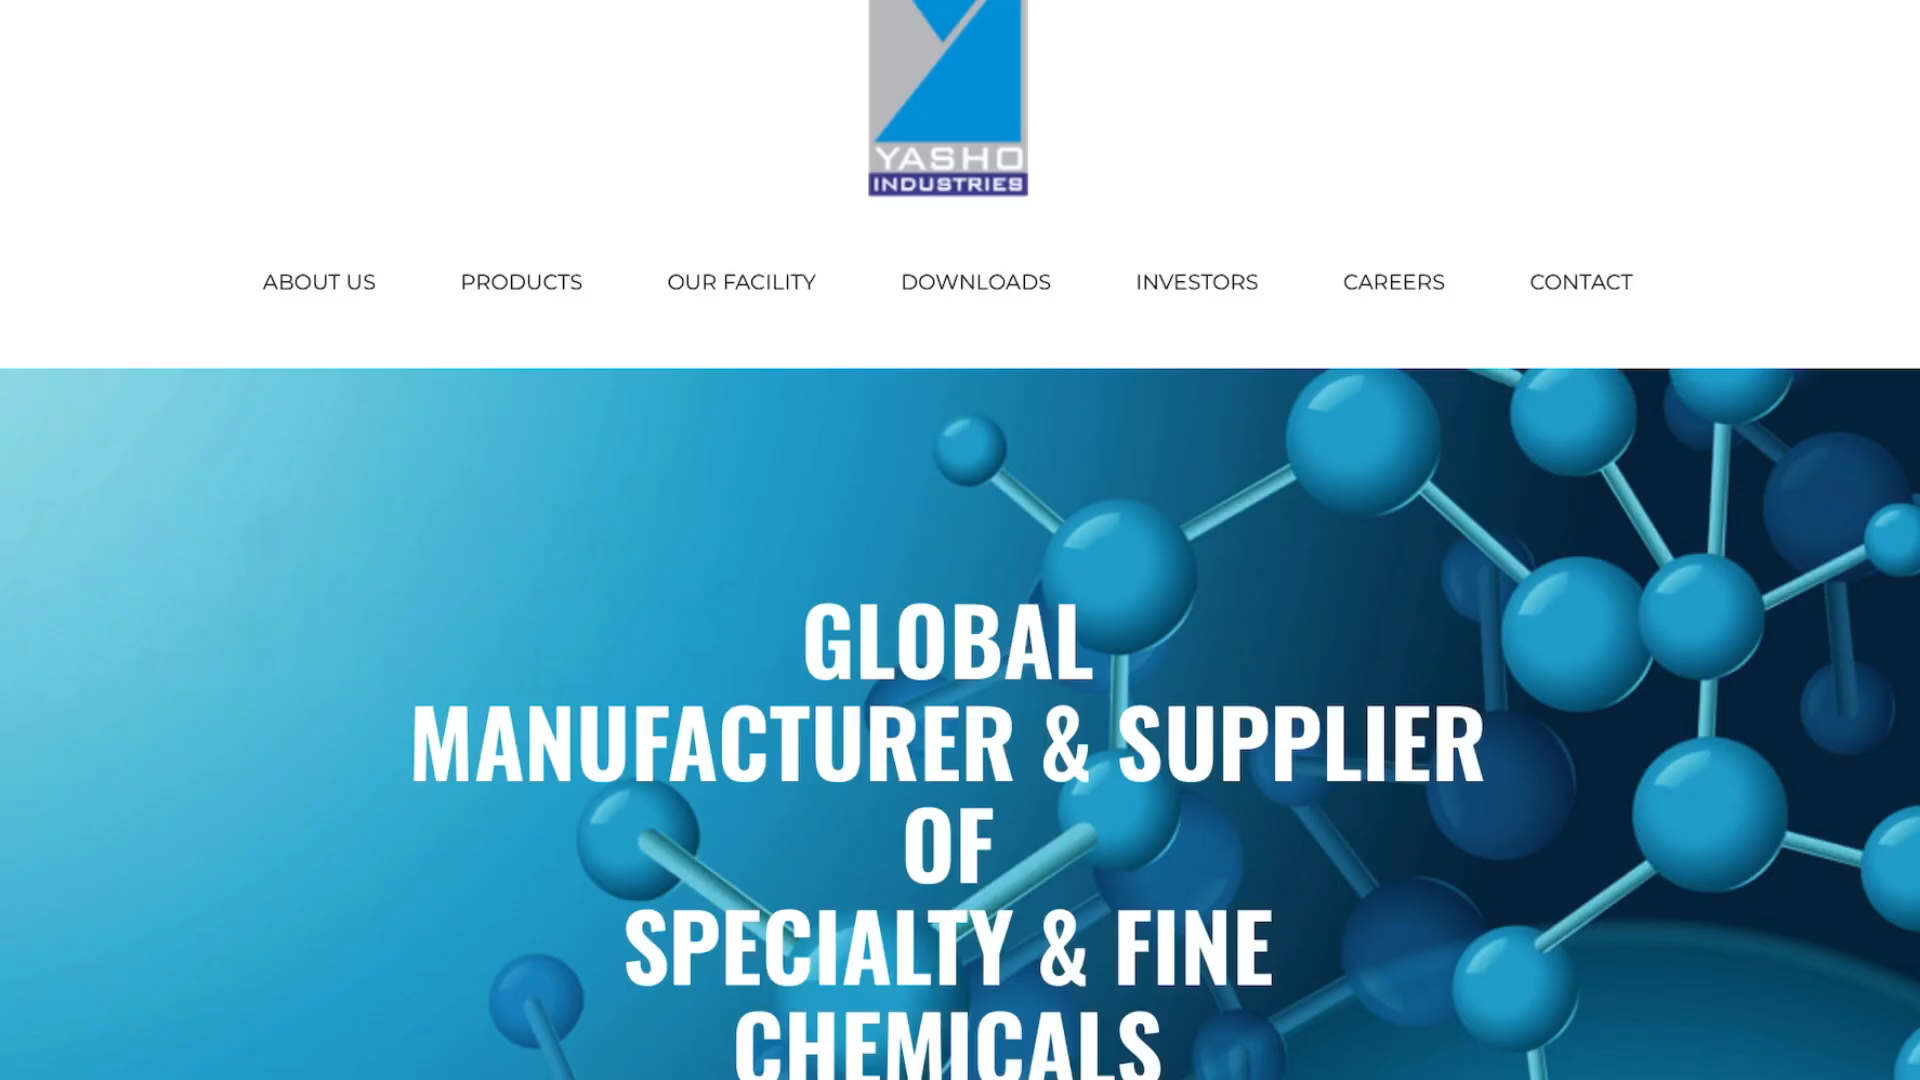 YASHO
INDUSTRIES
ABOUT US PRODUCTS OUR FACILITY DOWNLOADS INVESTORS CAREERS CONTACT
GLOBAL
MANUFACTURER & SUPPLIER
OF
SPECIALTY & FINE
CHEMICALS